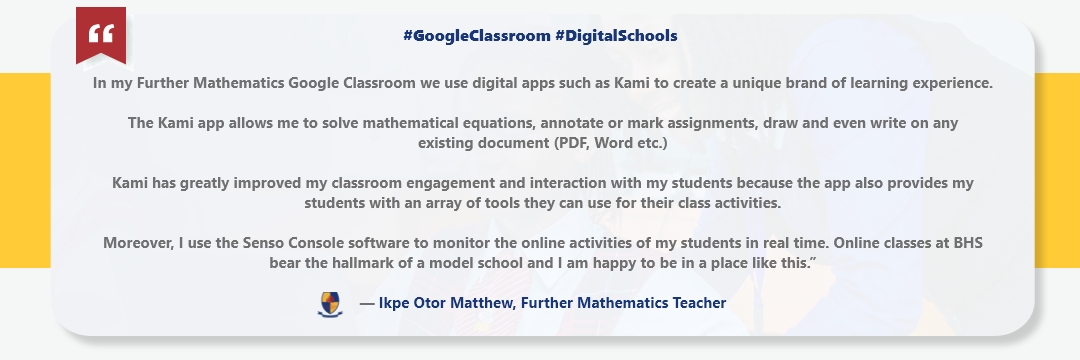 #GoogleClassroom #DigitalSchools
In my Further Mathematics Google Classroom we use digital apps such as Kami to create a unique brand of learning experience.
The Kami app allows me to solve mathematical equations, annotate or mark assignments, draw and even write on any
existing document (PDF, Word etc.)
Kami has greatly improved my classroom engagement and interaction with my students because the app also provides my
students with an array of tools they can use for their class activities.
Moreover, I use the Senso Console software to monitor the online activities of my students in real time. Online classes at BHS
bear the hallmark of a model school and I am happy to be in a place like this.”
— Ikpe Otor Matthew, Further Mathematics Teacher